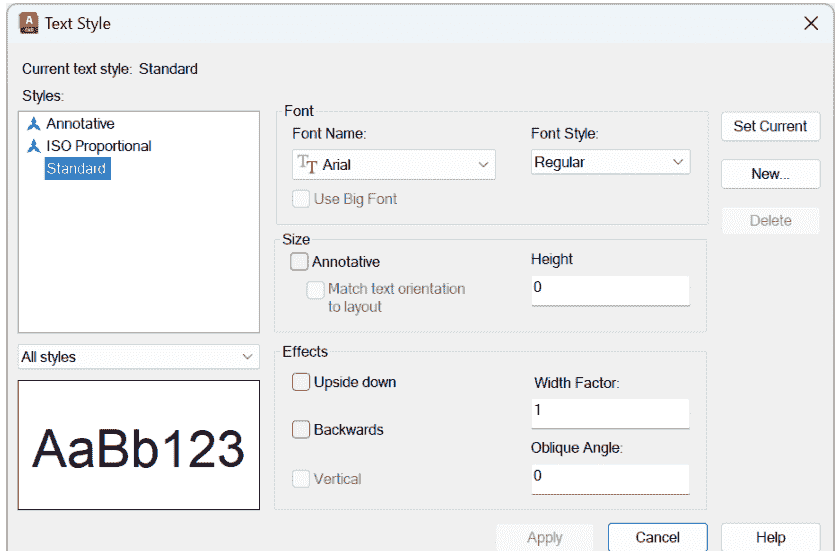 Text Style
Current text style: Standard
Styles:
Annotative
ISO Proportional
Standard
All styles
AaBb123
Font
Font Name:
Arial
Use Big Font
Font Style:
Regular
Size
Annotative
Match text orientation
to layout
Height
0
Effects
Upside down
Backwards
Vertical
Width Factor:
1
Oblique Angle:
0
Set Current
New...
Delete
Apply
Cancel
Help